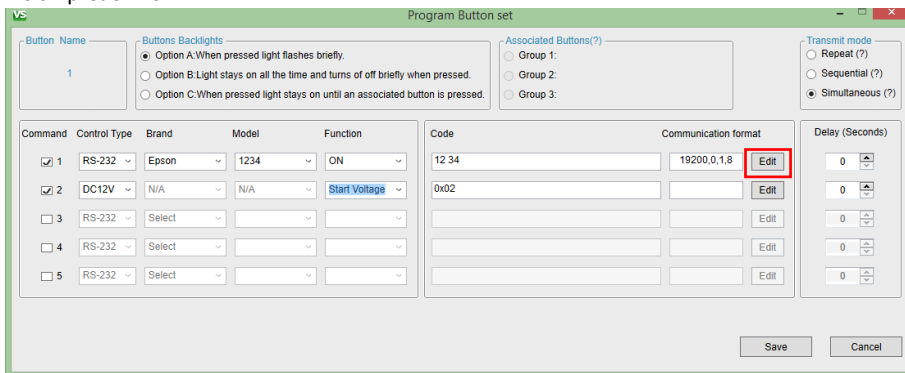 VS Program Button set
Button Name
1
Buttons Backlights
Option A:When pressed light flashes briefly.
Option B:Light stays on all the time and turns of off briefly when pressed.
Option C:When pressed light stays on until an associated button is pressed.
Associated Buttons(?)
Group 1:
Group 2:
Group 3:
Transmit mode
Repeat (?)
Sequential (?)
Simultaneous (?)
Command Control Type Brand Model Function Code Communication format Delay (Seconds)
1 RS-232 Epson 1234 ON 12 34 19200,0,1,8 Edit 0
2 DC12V N/A N/A Start Voltage 0x02 Edit 0
3 RS-232 Select Edit 0
4 RS-232 Select Edit 0
5 RS-232 Select Edit 0
Save Cancel